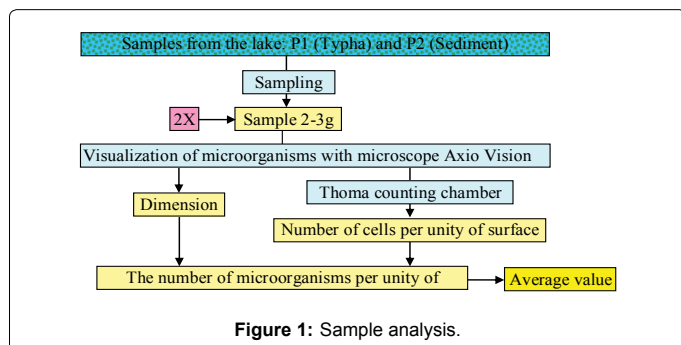 Samples from the lake: P1 (Typha) and P2 (Sediment)
Sampling
2X
Sample 2-3g
Visualization of microorganisms with microscope Axio Vision
Dimension
Thoma counting chamber
Number of cells per unity of surface
The number of microorganisms per unity of
Average value
Figure 1: Sample analysis.